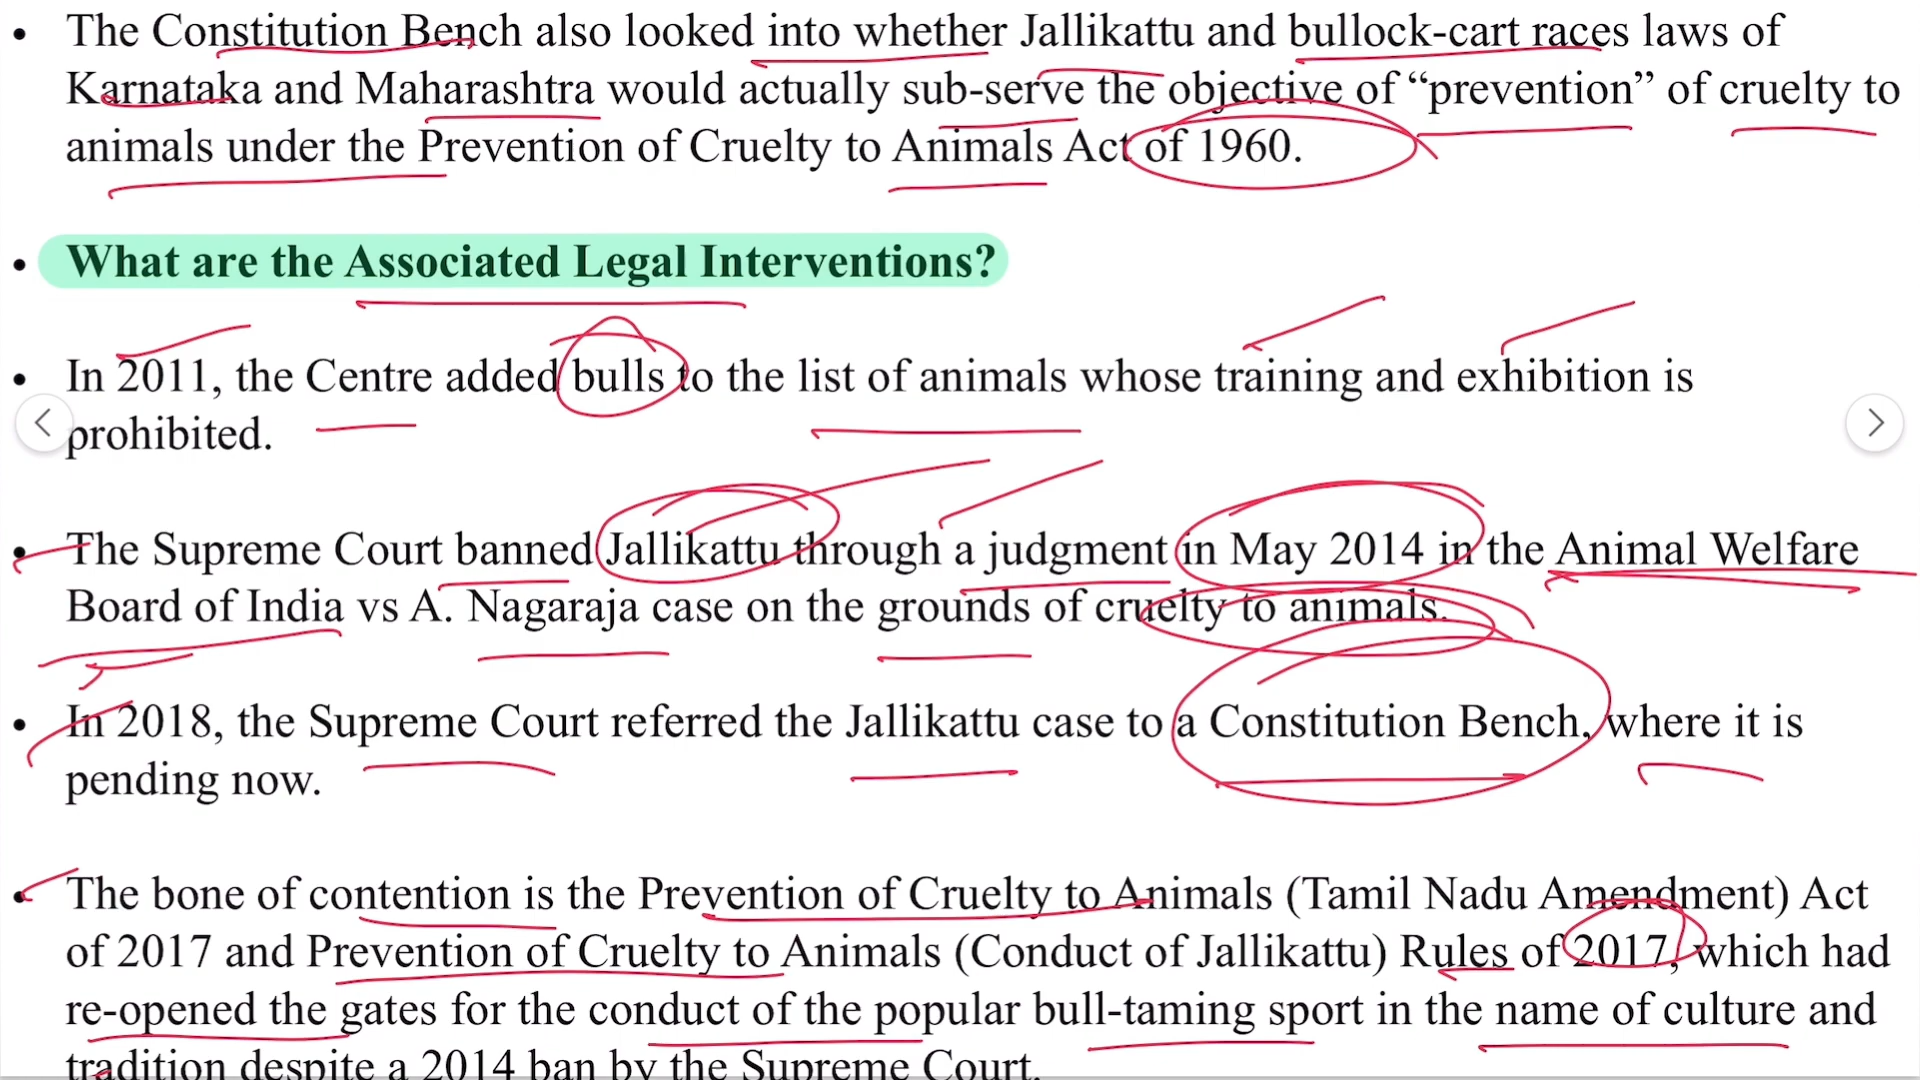 • The Constitution Bench also looked into whether Jallikattu and bullock-cart races laws of
Karnataka and Maharashtra would actually sub-serve the objective of “prevention” of cruelty to
animals under the Prevention of Cruelty to Animals Act of 1960.
• What are the Associated Legal Interventions?
• In 2011, the Centre added bulls to the list of animals whose training and exhibition is
prohibited.
• The Supreme Court banned Jallikattu through a judgment in May 2014 in the Animal Welfare
Board of India vs A. Nagaraja case on the grounds of cruelty to animals.
• In 2018, the Supreme Court referred the Jallikattu case to a Constitution Bench, where it is
pending now.
• The bone of contention is the Prevention of Cruelty to Animals (Tamil Nadu Amendment) Act
of 2017 and Prevention of Cruelty to Animals (Conduct of Jallikattu) Rules of 2017, which had
re-opened the gates for the conduct of the popular bull-taming sport in the name of culture and
tradition despite a 2014 ban by the Supreme Court.